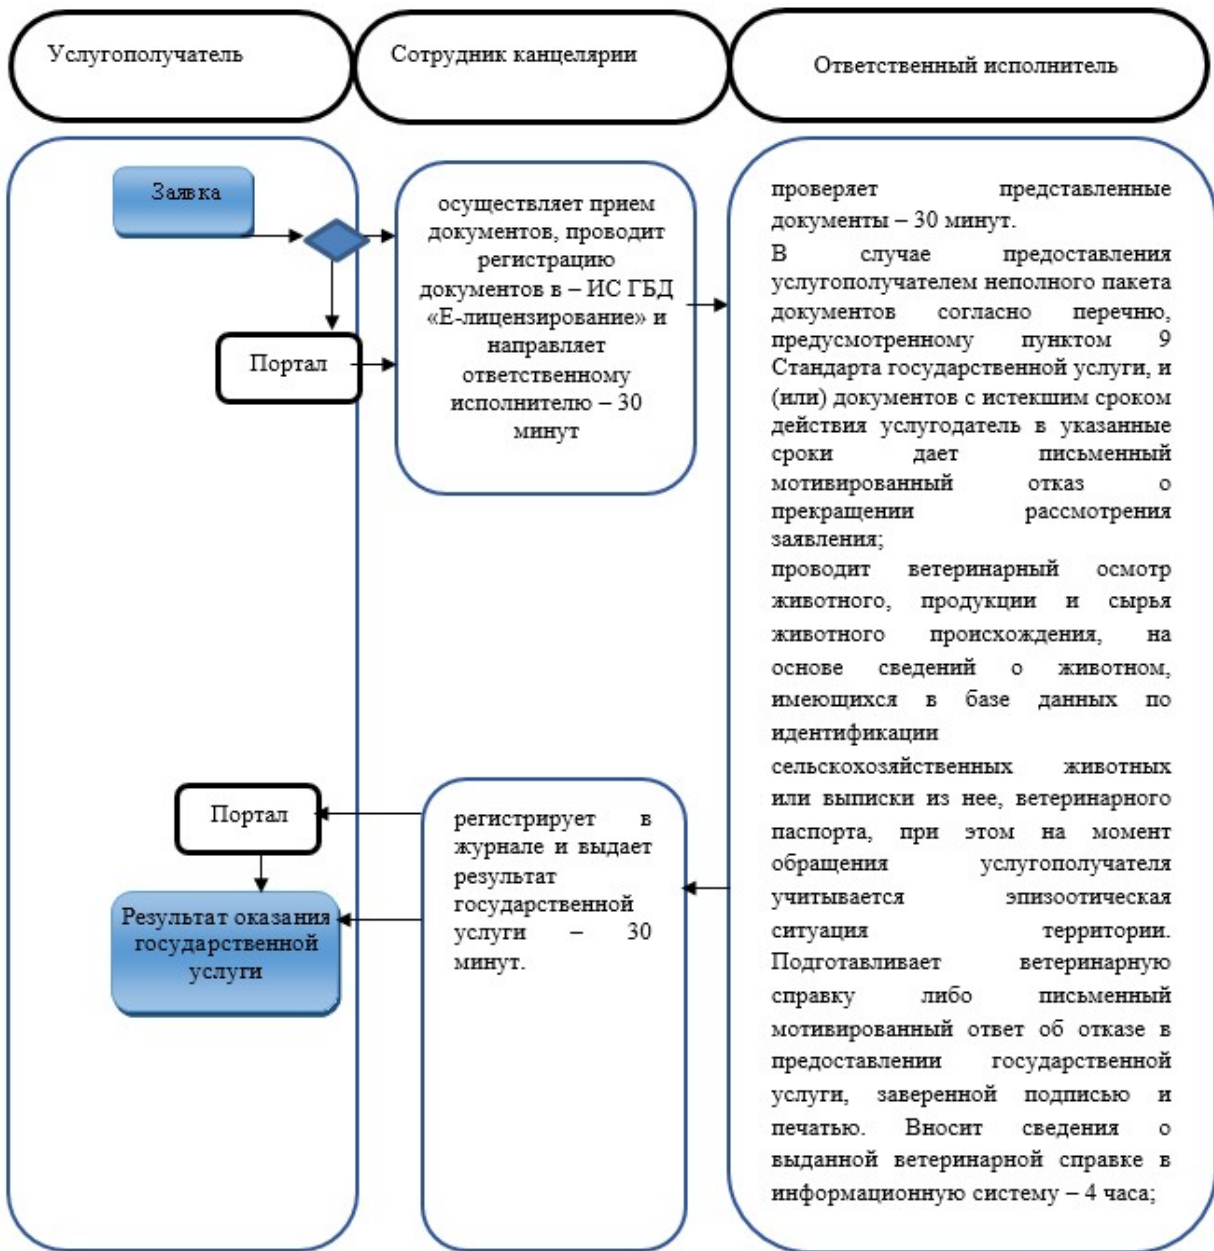 Услугополучатель
Сотрудник канцелярии
Ответственный исполнитель
Заявка
Портал
осуществляет прием
документов, проводит
регистрацию
документов в – ИС ГБД
«Е-лицензирование» и
направляет
ответственному
исполнителю – 30
минут
проверяет представленные
документы – 30 минут.
В случае предоставления
услугополучателем неполного пакета
документов согласно перечню,
предусмотренному пунктом 9
Стандарта государственной услуги, и
(или) документов с истекшим сроком
действия услугодатель в указанные
сроки дает письменный
мотивированный отказ о
прекращении рассмотрения
заявления;
проводит ветеринарный осмотр
животного, продукции и сырья
животного происхождения, на
основе сведений о животном,
имеющихся в базе данных по
идентификации
сельскохозяйственных животных
или выписки из нее, ветеринарного
паспорта, при этом на момент
обращения услугополучателя
учитывается эпизоотическая
ситуация территории.
Подготавливает ветеринарную
справку либо письменный
мотивированный ответ об отказе в
предоставлении государственной
услуги, заверенной подписью и
печатью. Вносит сведения о
выданной ветеринарной справке в
информационную систему – 4 часа;
регистрирует в
журнале и выдает
результат
государственной
услуги – 30
минут.
Портал
Результат оказания
государственной
услуги